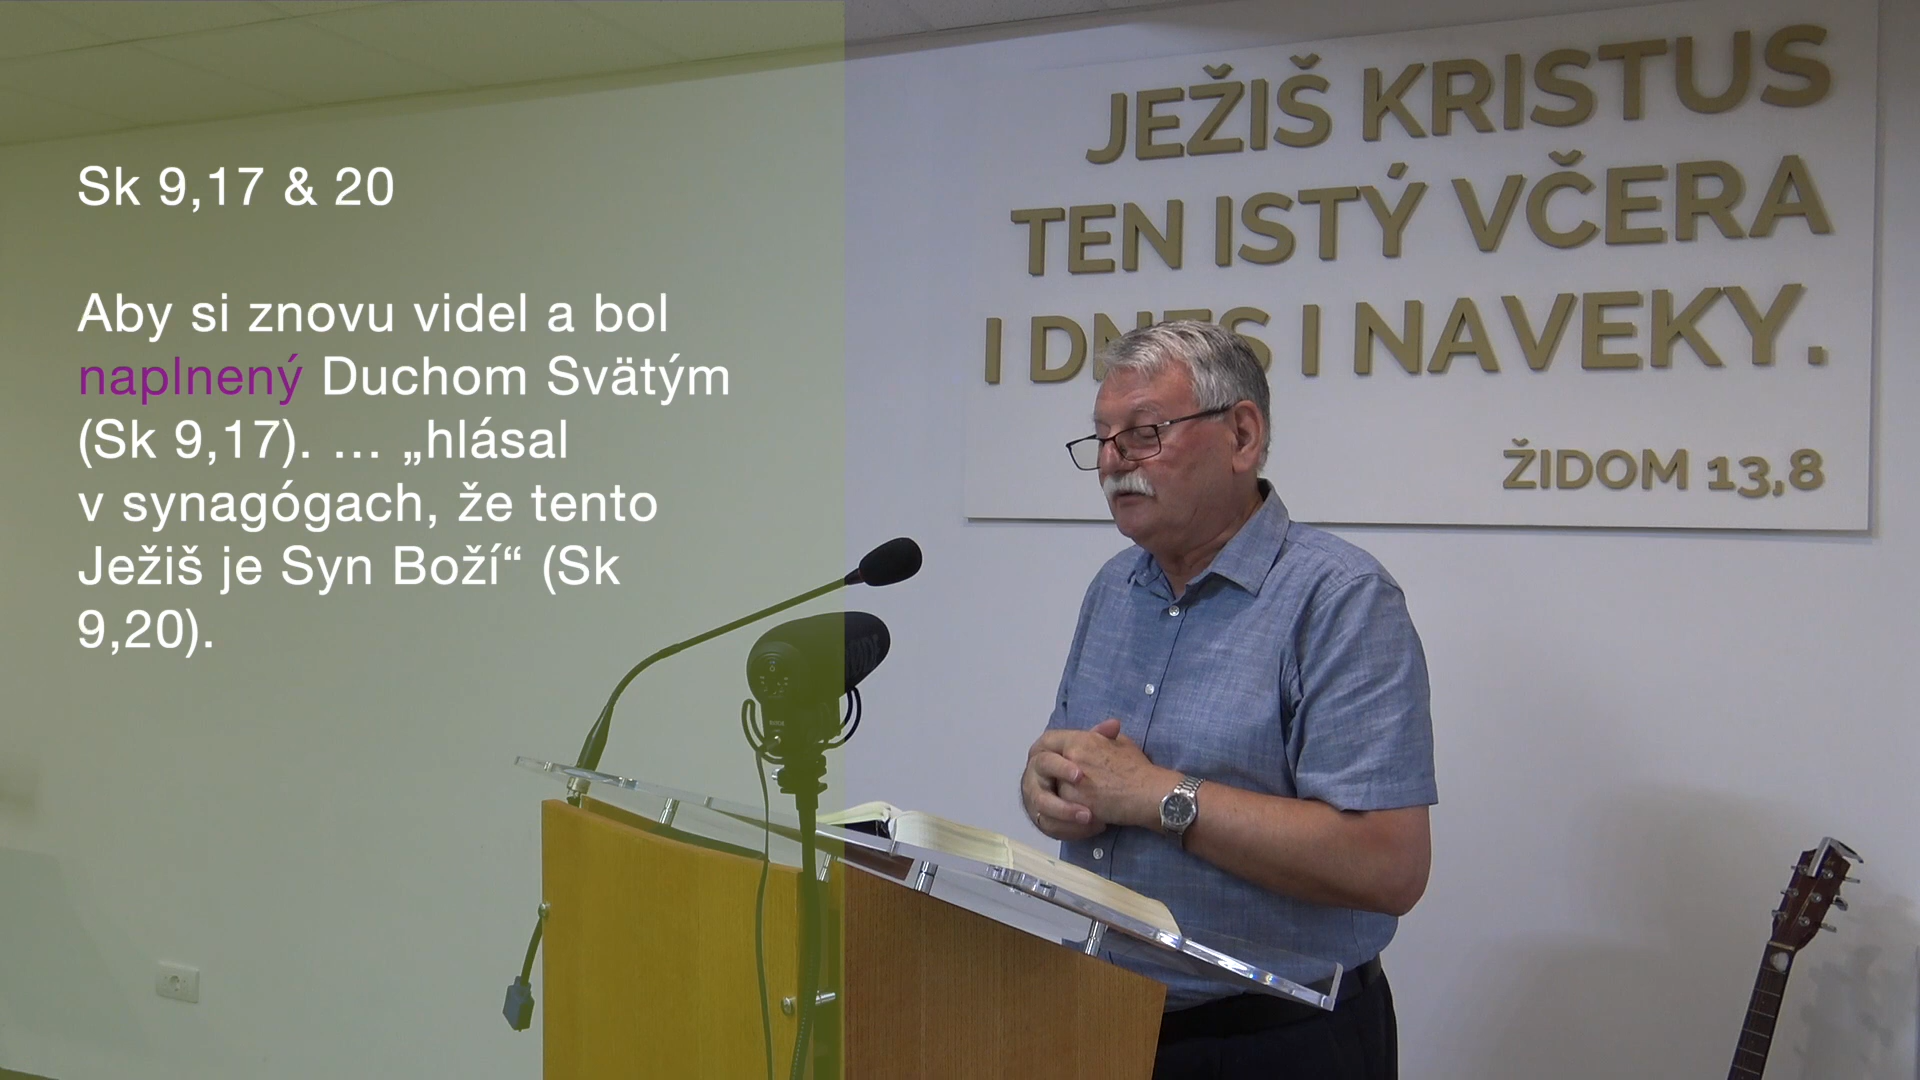 Sk 9,17 & 20
Aby si znovu videl a bol
naplnený Duchom Svätým
(Sk 9,17). … „hlásal
v synagógach, že tento
Ježiš je Syn Boží“ (Sk
9,20).
JEŽIŠ KRISTUS
TEN ISTÝ VČERA
I DNES I NAVEKY.
ŽIDOM 13,8